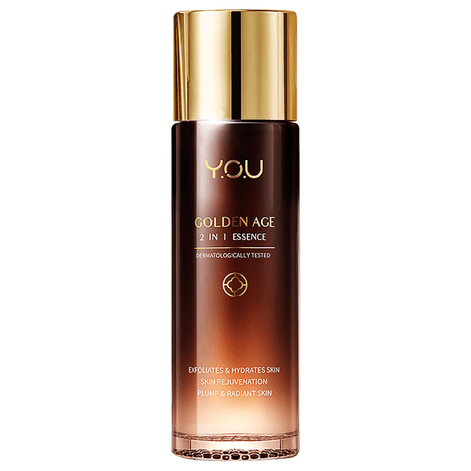 Y.O.U
GOLDEN AGE
2 IN 1 ESSENCE
DERMATOLOGICALLY TESTED
EXFOLIATES & HYDRATES SKIN
SKIN REJUVENATION
PLUMP & RADIANT SKIN